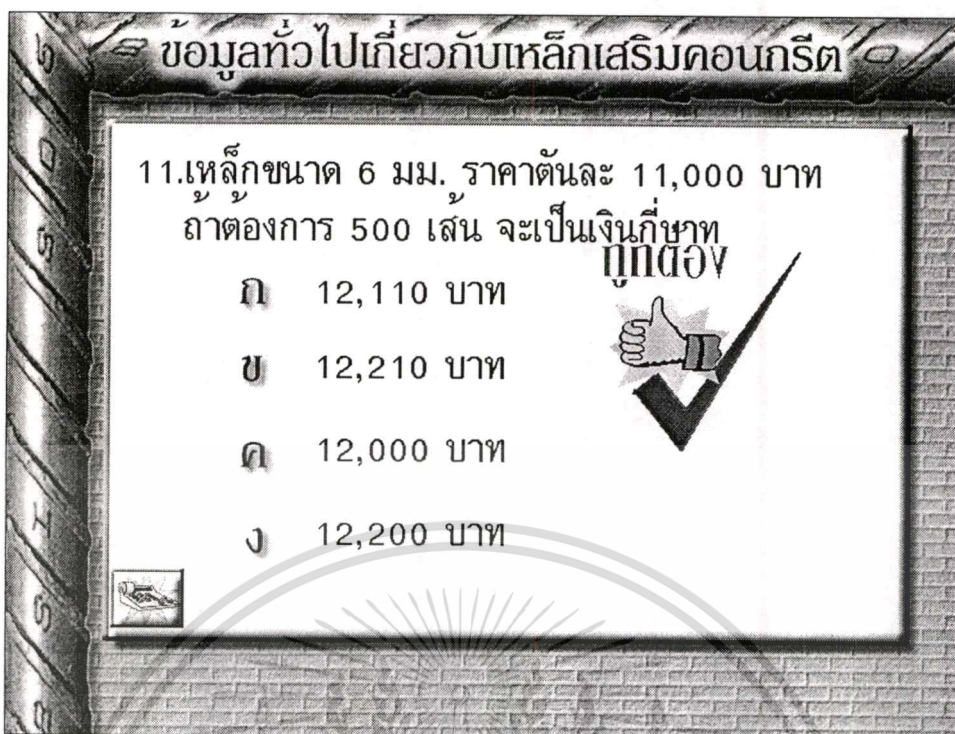 ข้อมูลทั่วไปเกี่ยวกับเหล็กเสริมคอนกรีต
11.เหล็กขนาด 6 มม. ราคาตันละ 11,000 บาท
ถ้าต้องการ 500 เส้น จะเป็นเงินกี่บาท
ถูกต้อง
ก 12,110 บาท
ข 12,210 บาท
ค 12,000 บาท
ง 12,200 บาท